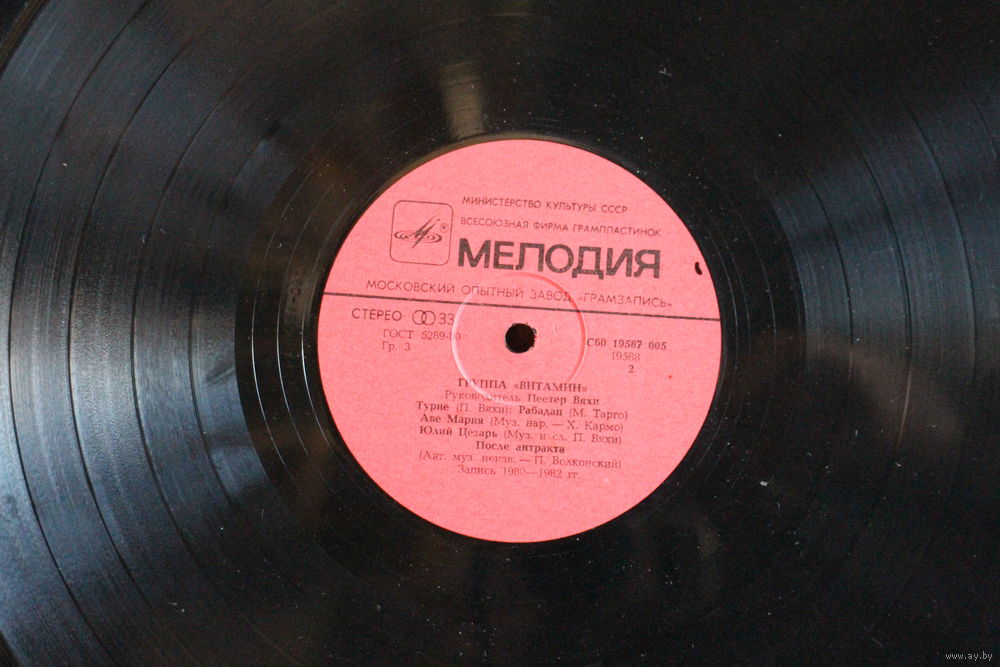 МИНИСТЕРСТВО КУЛЬТУРЫ СССР
ВСЕСОЮЗНАЯ ФИРМА ГРАМПЛАСТИНОК
МЕЛОДИЯ
МОСКОВСКИЙ ОПЫТНЫЙ ЗАВОД «ГРАМЗАПИСЬ»
СТЕРЕО 33
ГОСТ 5289-80
Гр. 3
С60 19587 005
19588
2
ГРУППА «ВИТАМИН»
Руководитель Пеетер Вяхи
Турне (П. Вяхи); Рабадап (М. Тарго)
Аве Мария (Муз. нар. — Х. Кармо)
Юлий Цезарь (Муз. и сл. П. Вяхи)
После антракта
(Авт. муз. неизв. — П. Волконский)
Запись 1980—1982 гг.
www.ay.by